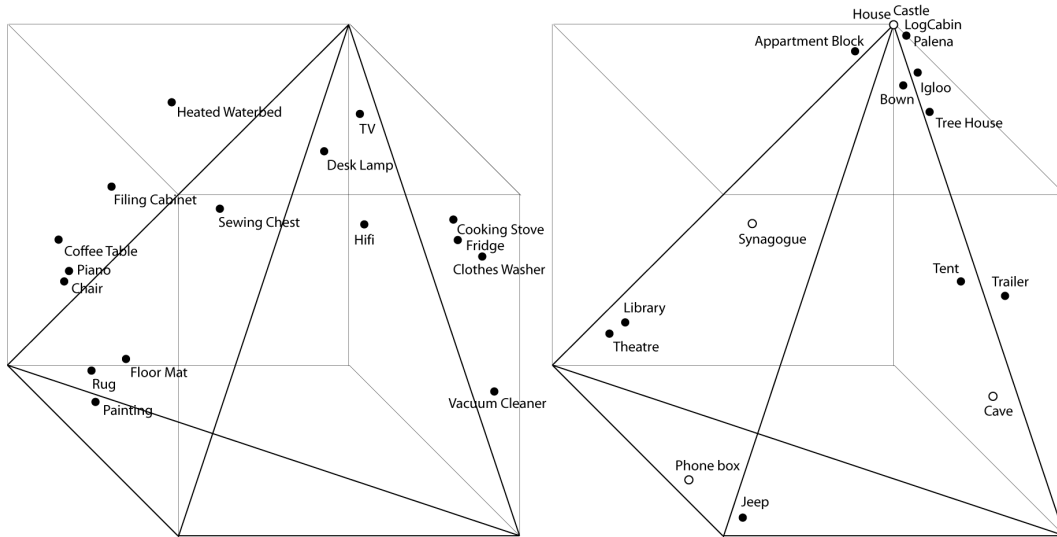 Heated Waterbed
TV
Desk Lamp
Filing Cabinet
Sewing Chest
Hifi
Cooking Stove
Coffee Table
Fridge
Piano
Clothes Washer
Chair
Floor Mat
Rug
Painting
Vacuum Cleaner
House
Castle
LogCabin
Appartment Block
Palena
Igloo
Bown
Tree House
Synagogue
Tent
Trailer
Library
Theatre
Cave
Phone box
Jeep